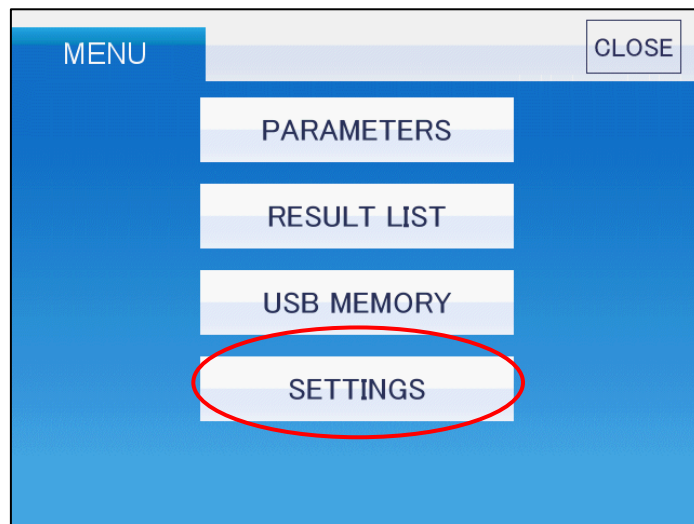 MENU
CLOSE
PARAMETERS
RESULT LIST
USB MEMORY
SETTINGS